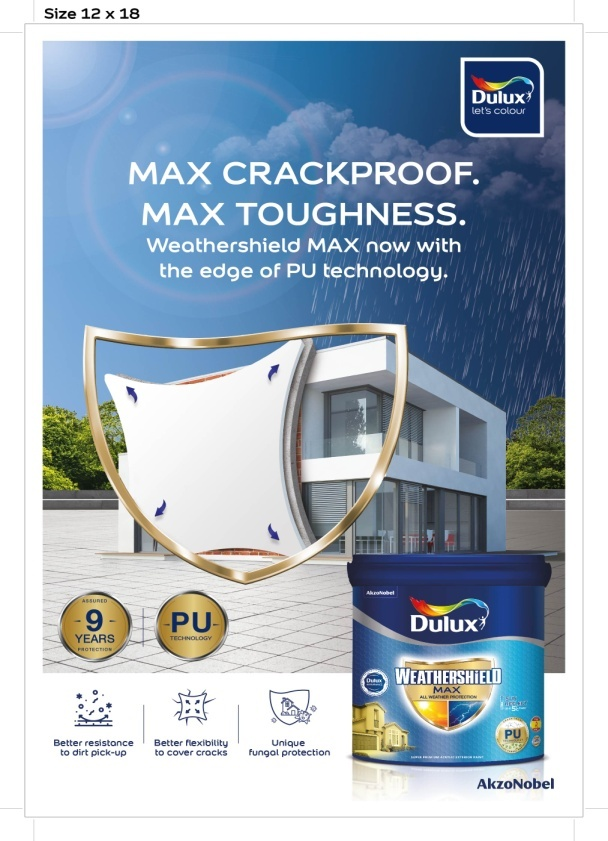 Size 12 x 18
Dulux
let's colour
MAX CRACKPROOF.
MAX TOUGHNESS.
Weathershield MAX now with
the edge of PU technology.
ASSURED
9
YEARS
PROTECTION
PU
TECHNOLOGY
AkzoNobel
Dulux
Dulux
WEATHERSHIELD
MAX
ALL WEATHER PROTECTION
PU
Better resistance
to dirt pick-up
Better flexibility
to cover cracks
Unique
fungal protection
AkzoNobel